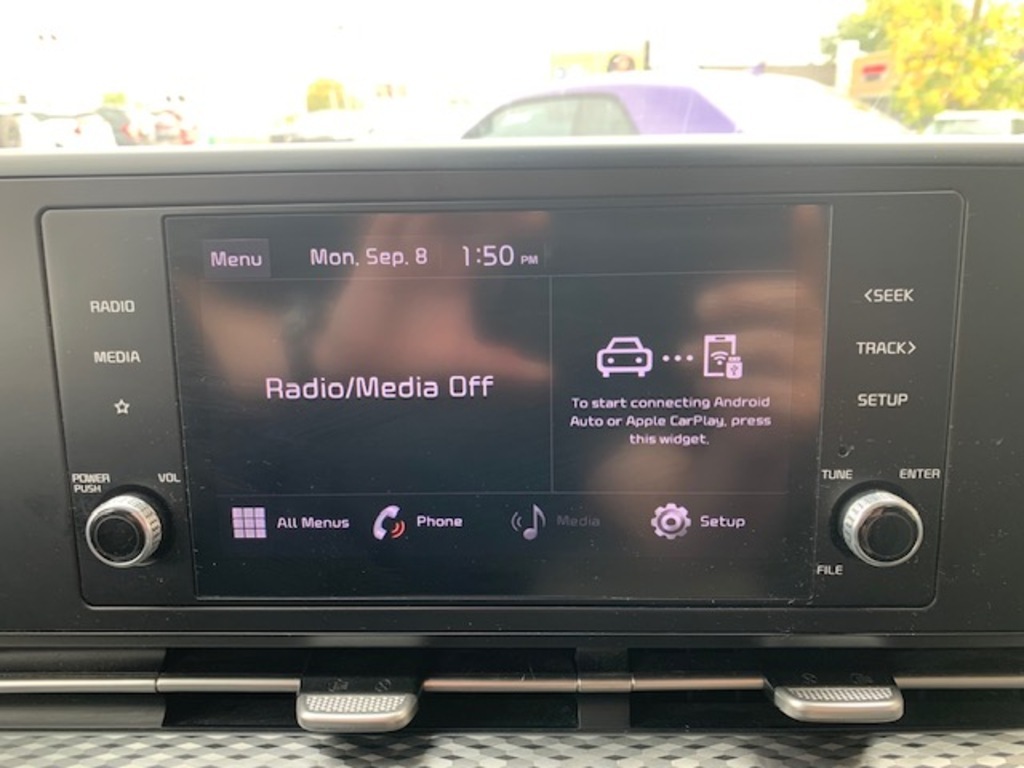 Menu
Mon, Sep. 8
1:50 PM
RADIO
MEDIA
POWER
PUSH
VOL
Radio/Media Off
To start connecting Android
Auto or Apple CarPlay, press
this widget.
All Menus
Phone
Media
Setup
<SEEK
TRACK>
SETUP
TUNE
ENTER
FILE